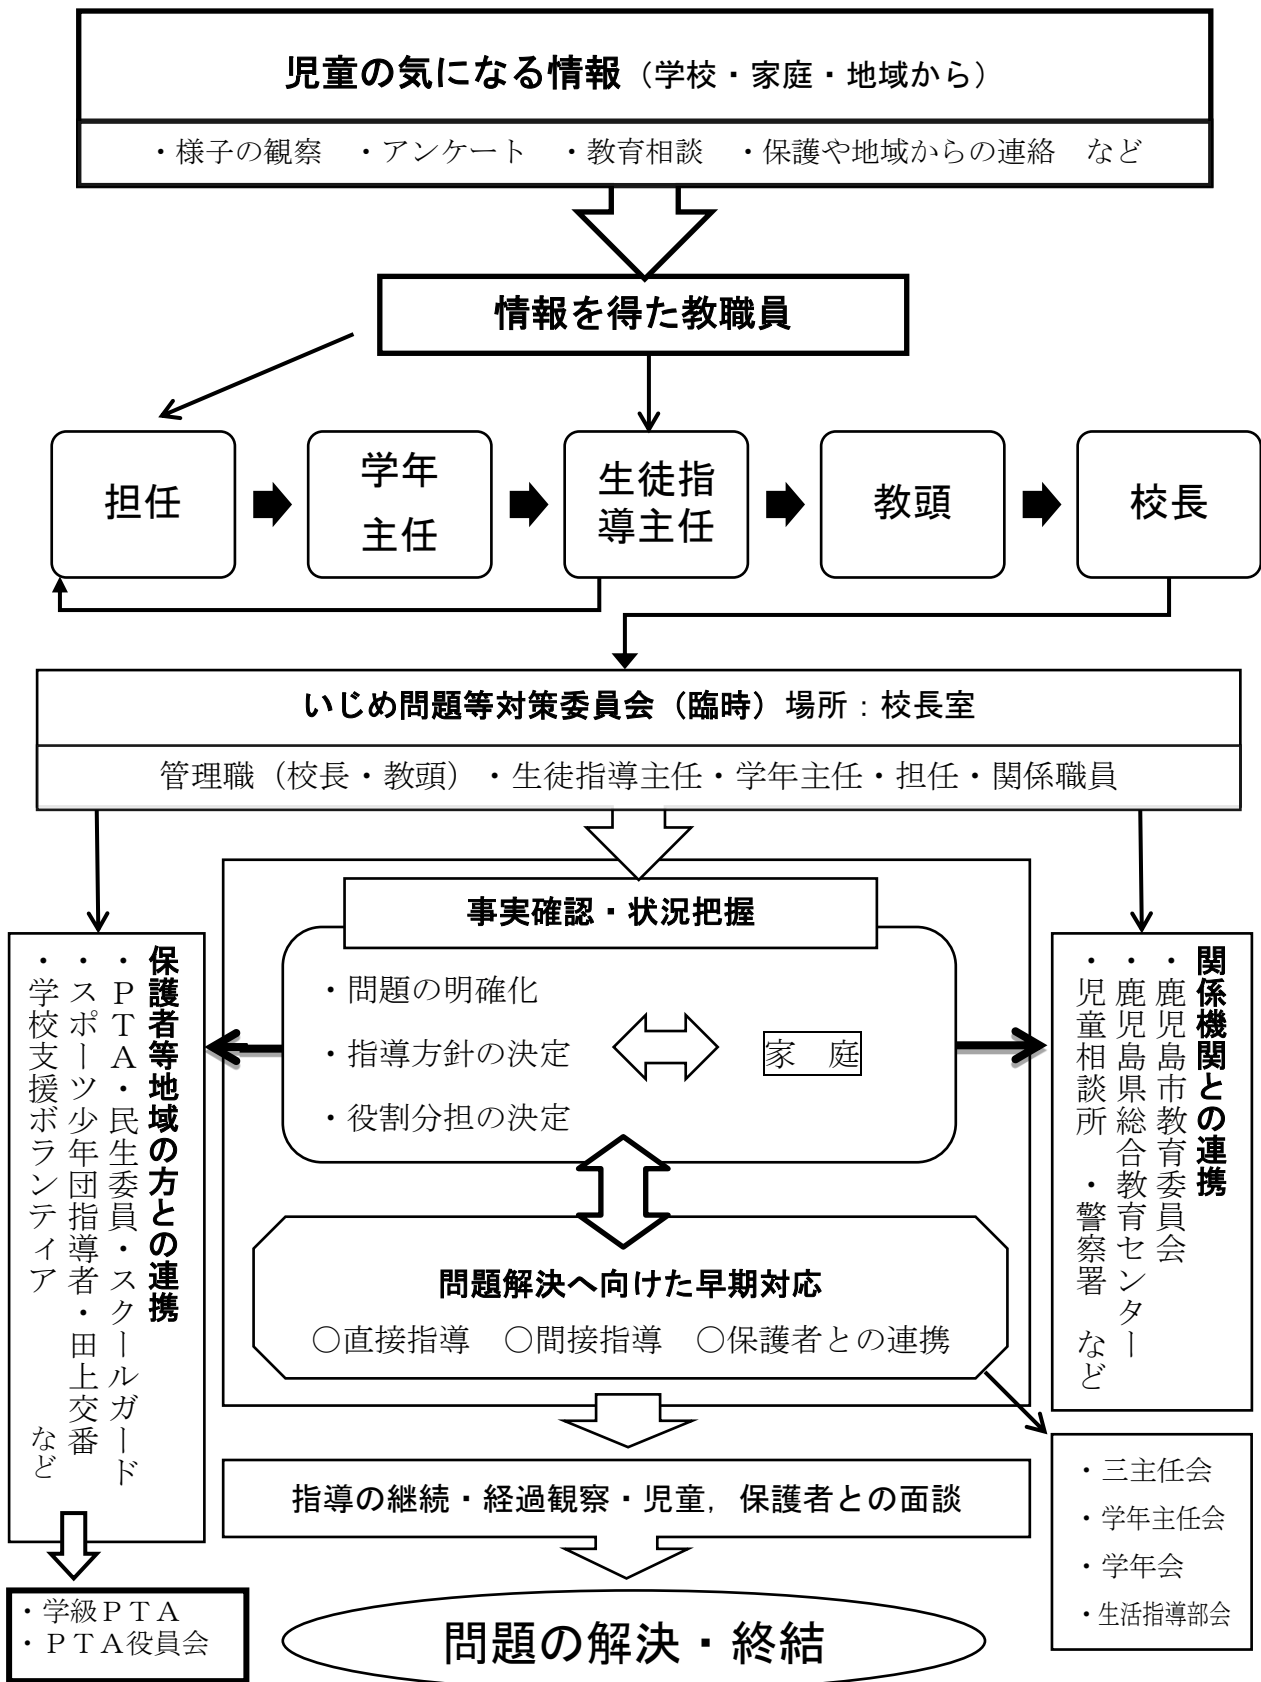 児童の気になる情報（学校・家庭・地域から）
・様子の観察　・アンケート　・教育相談　・保護や地域からの連絡　など
情報を得た教職員
担任
学年
主任
生徒指
導主任
教頭
校長
いじめ問題等対策委員会（臨時）場所：校長室
管理職（校長・教頭）・生徒指導主任・学年主任・担任・関係職員
事実確認・状況把握
・問題の明確化
・指導方針の決定
・役割分担の決定
家　庭
保護者等地域の方との連携
・ＰＴＡ・民生委員・スクールガード
・スポーツ少年団指導者・田上交番
・学校支援ボランティア　　　　など
関係機関との連携
・鹿児島市教育委員会
・鹿児島県総合教育センター
・児童相談所　・警察署　など
問題解決へ向けた早期対応
○直接指導　○間接指導　○保護者との連携
・三主任会
・学年主任会
・学年会
・生活指導部会
指導の継続・経過観察・児童，保護者との面談
・学級ＰＴＡ
・ＰＴＡ役員会
問題の解決・終結